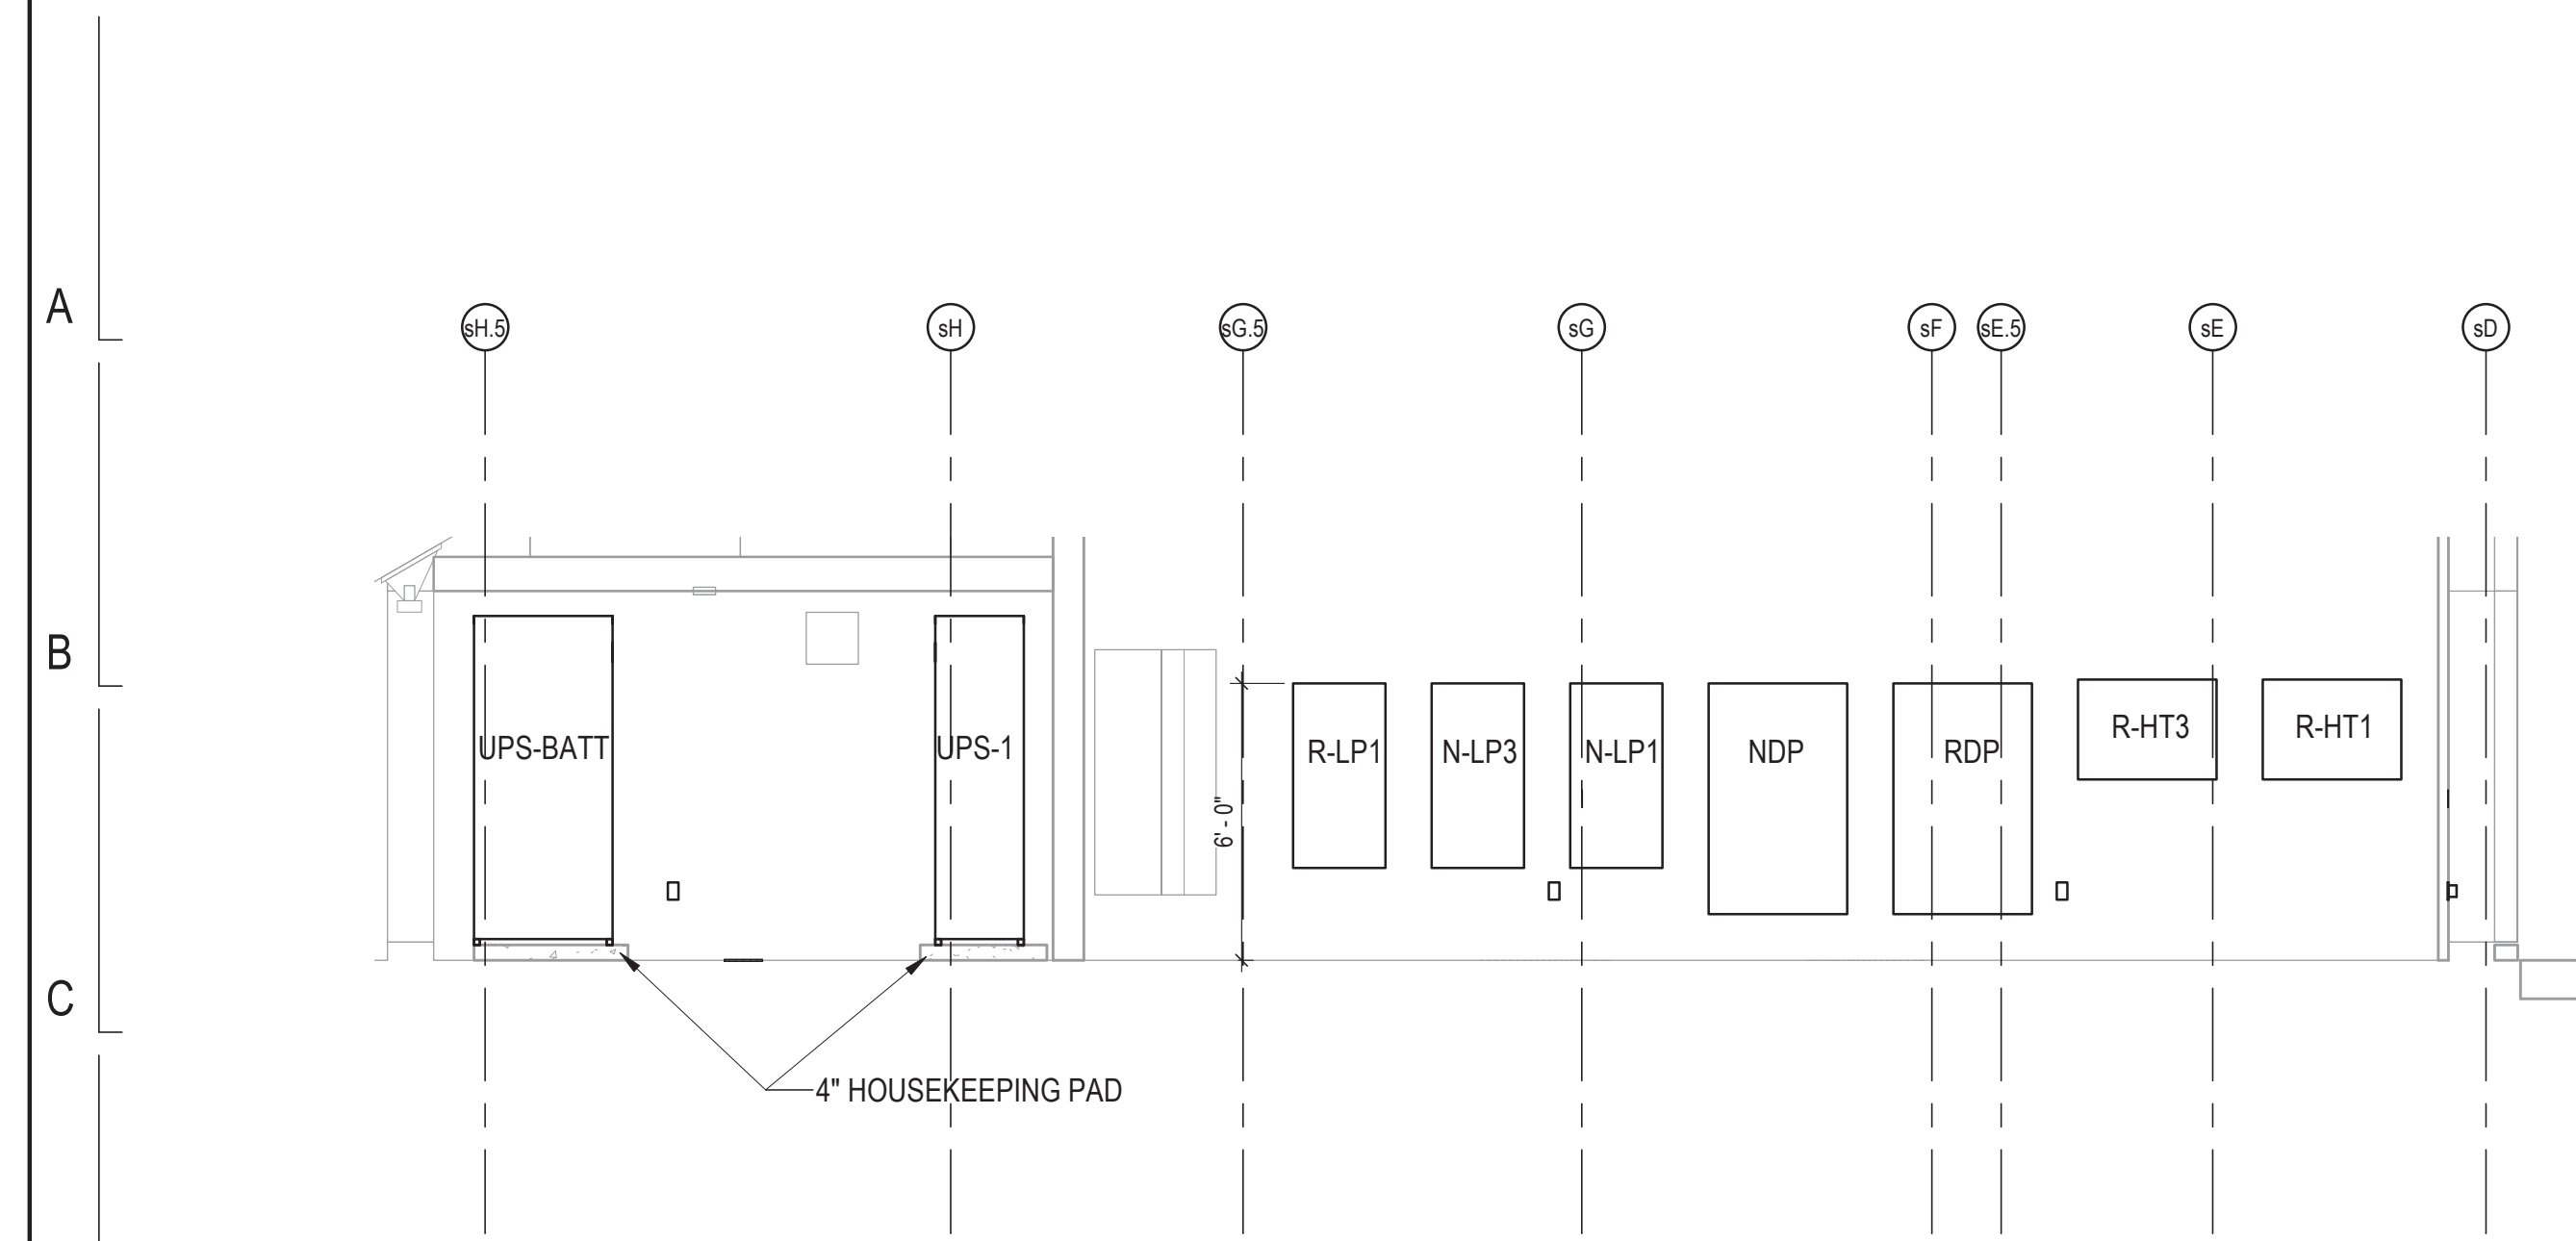 A
sH.5 sH sG.5 sG sF sE.5 sE sD
B
UPS-BATT UPS-1 R-LP1 N-LP3 N-LP1 NDP RDP R-HT3 R-HT1
6' - 0"
C
4" HOUSEKEEPING PAD